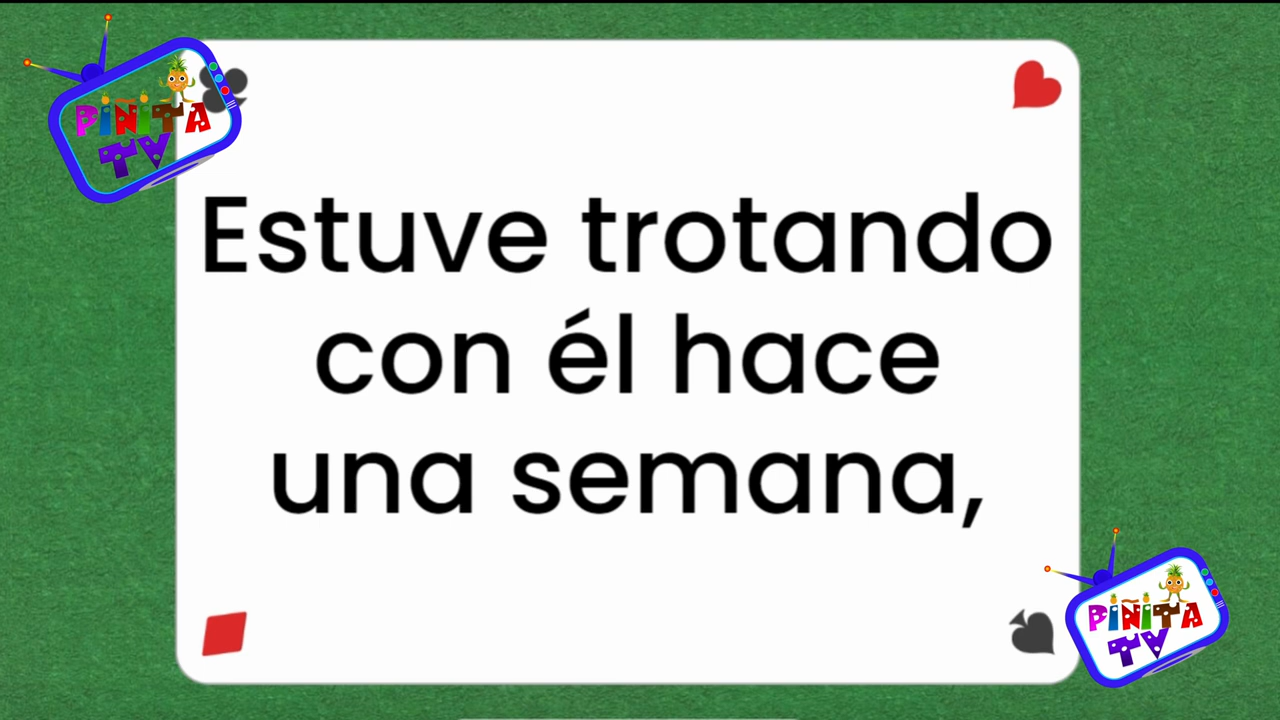 PIÑITA
TV
Estuve trotando
con él hace
una semana,
PIÑITA
TV